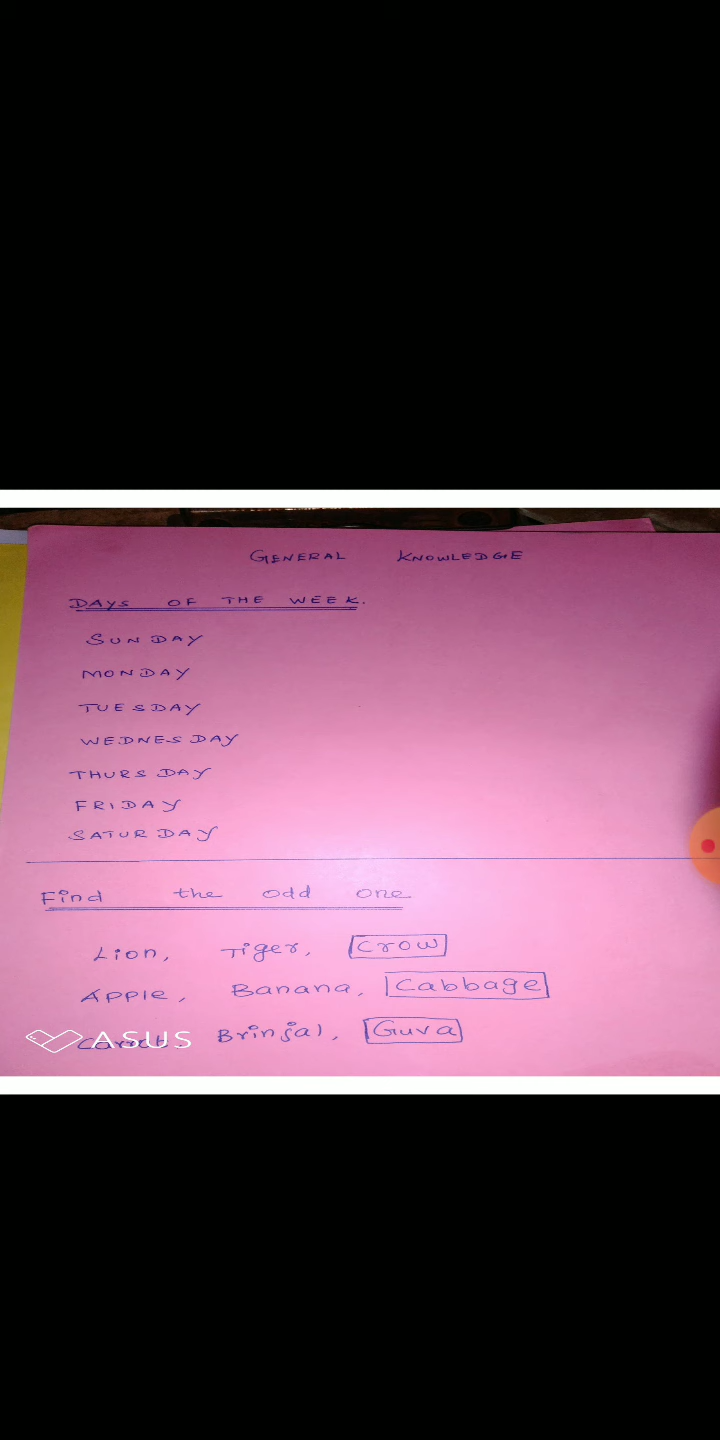 GENERAL KNOWLEDGE
DAYS OF THE WEEK.
SUNDAY
MONDAY
TUESDAY
WEDNESDAY
THURSDAY
FRIDAY
SATURDAY
Find the odd one
Lion, Tiger, Crow
Apple, Banana, Cabbage
Carrot, Brinjal, Guva
ASUS